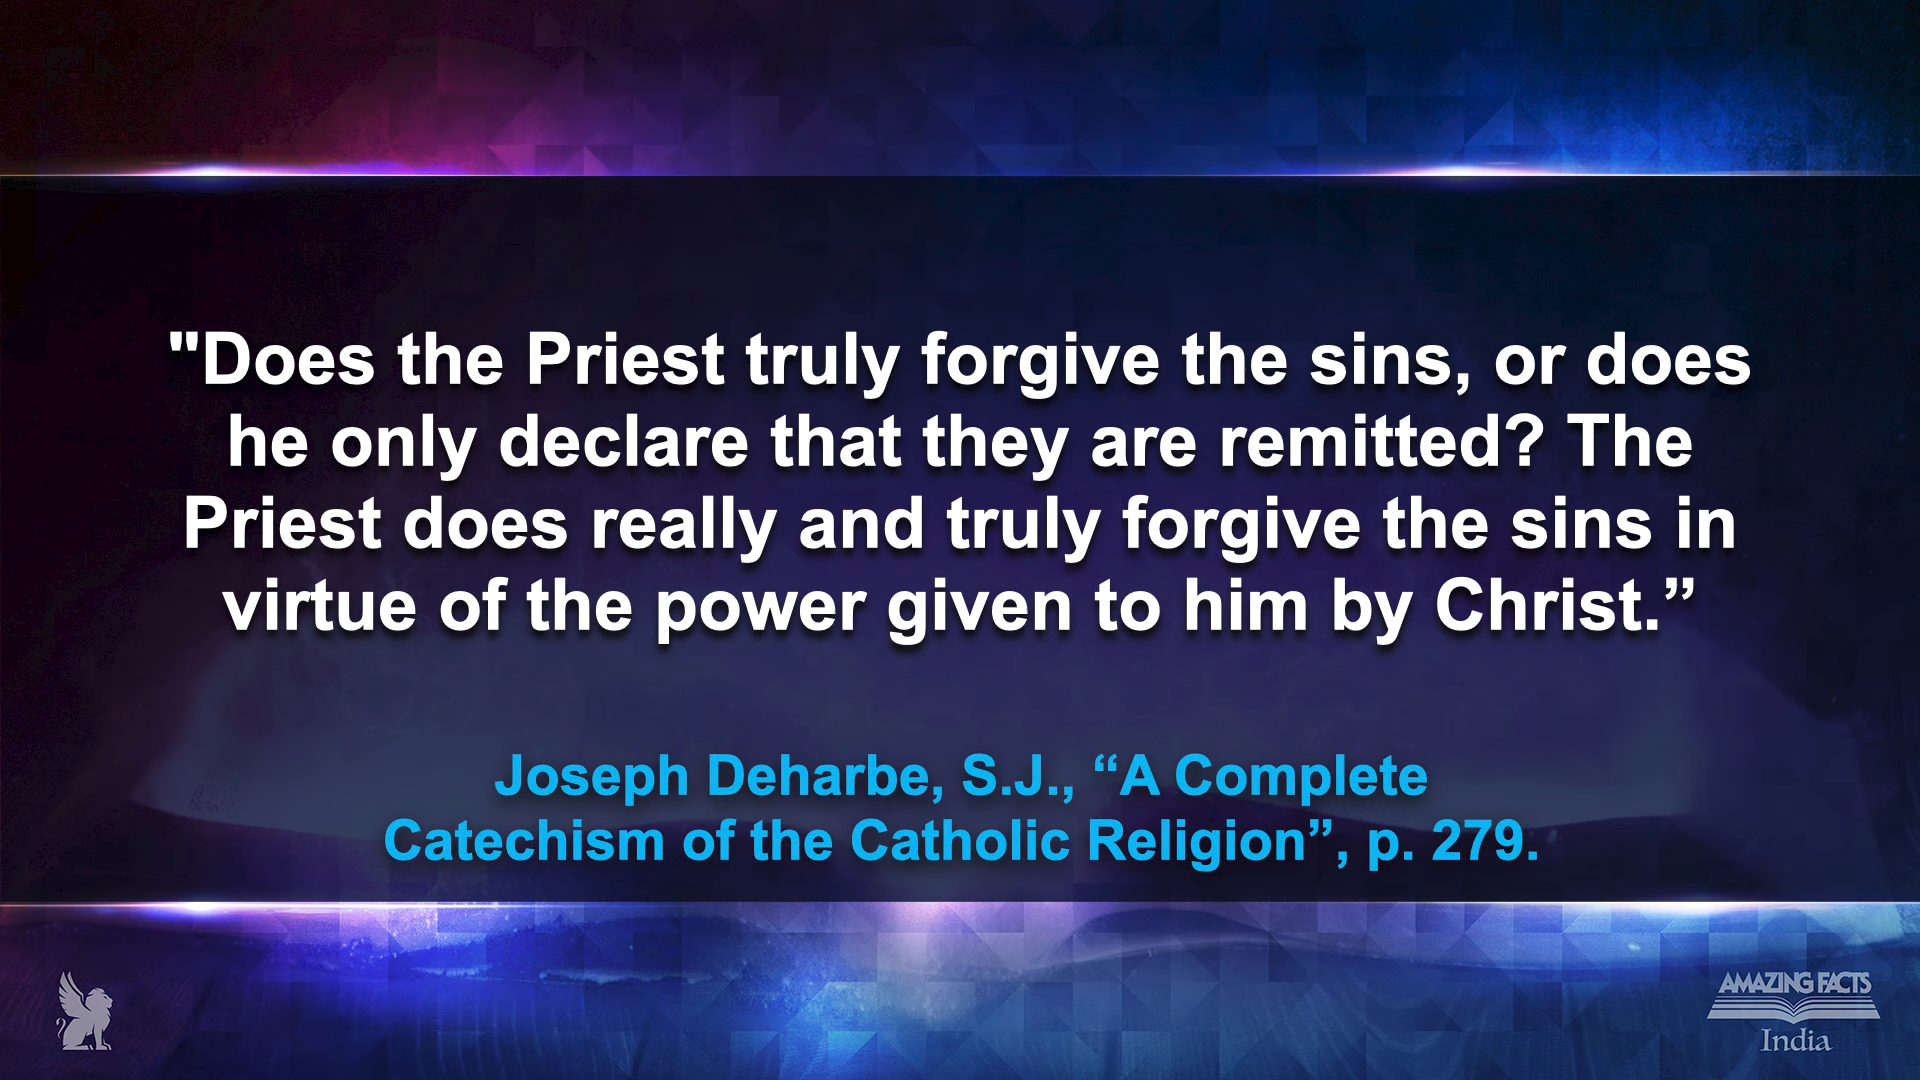 "Does the Priest truly forgive the sins, or does
he only declare that they are remitted? The
Priest does really and truly forgive the sins in
virtue of the power given to him by Christ.”
Joseph Deharbe, S.J., “A Complete
Catechism of the Catholic Religion”, p. 279.
AMAZING FACTS
India